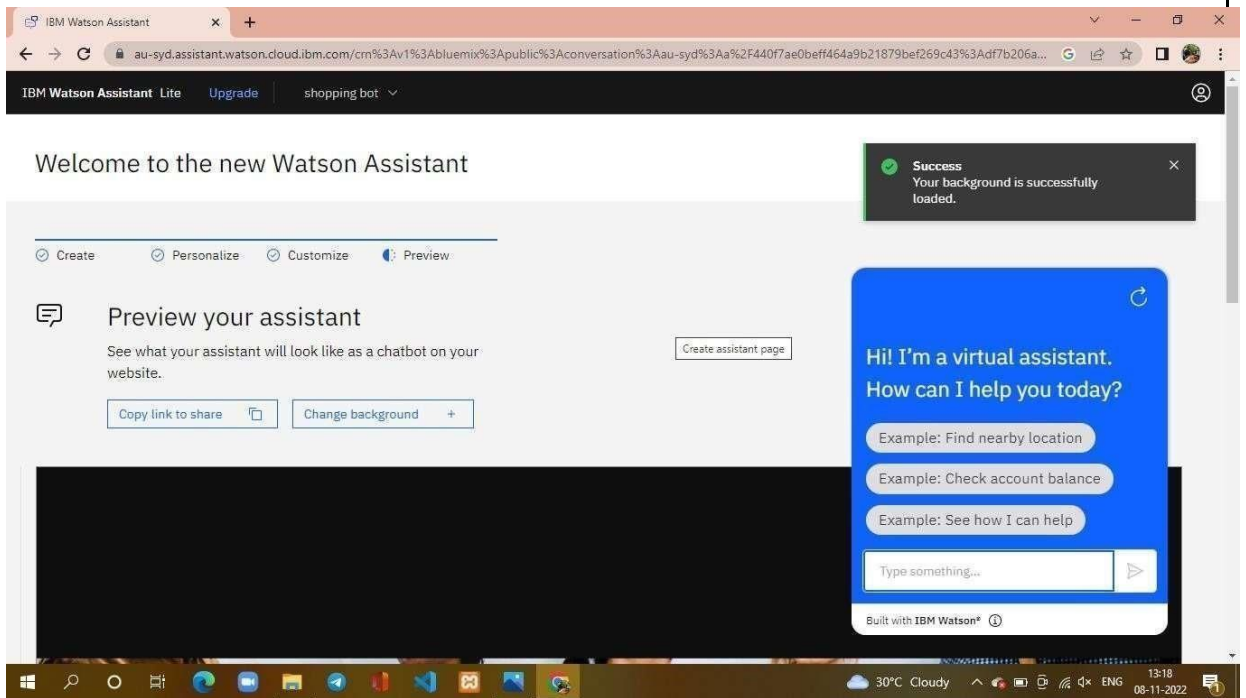 IBM Watson Assistant
au-syd.assistant.watson.cloud.ibm.com/crn%3Av1%3Abluemix%3Apublic%3Aconversation%3Aau-syd%3Aa%2F440f7ae0beff464a9b21879bef269c43%3Adf7b206a...
IBM Watson Assistant Lite Upgrade shopping bot
Welcome to the new Watson Assistant
Success
Your background is successfully
loaded.
Create Personalize Customize Preview
Preview your assistant
See what your assistant will look like as a chatbot on your
website.
Copy link to share Change background +
Create assistant page
Hi! I'm a virtual assistant.
How can I help you today?
Example: Find nearby location
Example: Check account balance
Example: See how I can help
Type something...
Built with IBM Watson®
30°C Cloudy ENG 13:18
08-11-2022